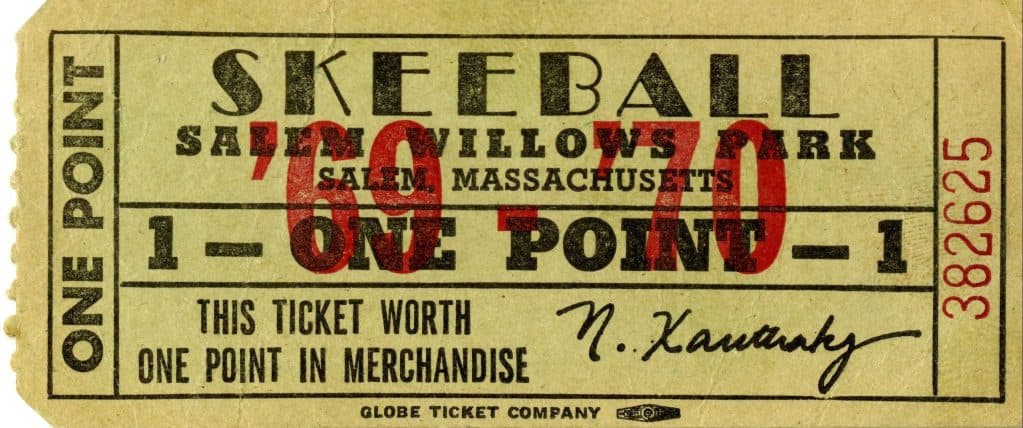 ONE POINT
SKEEBALL
SALEM WILLOWS PARK
'69 - '70
SALEM, MASSACHUSETTS
1 — ONE POINT — 1
THIS TICKET WORTH
ONE POINT IN MERCHANDISE
N.
382625
GLOBE TICKET COMPANY